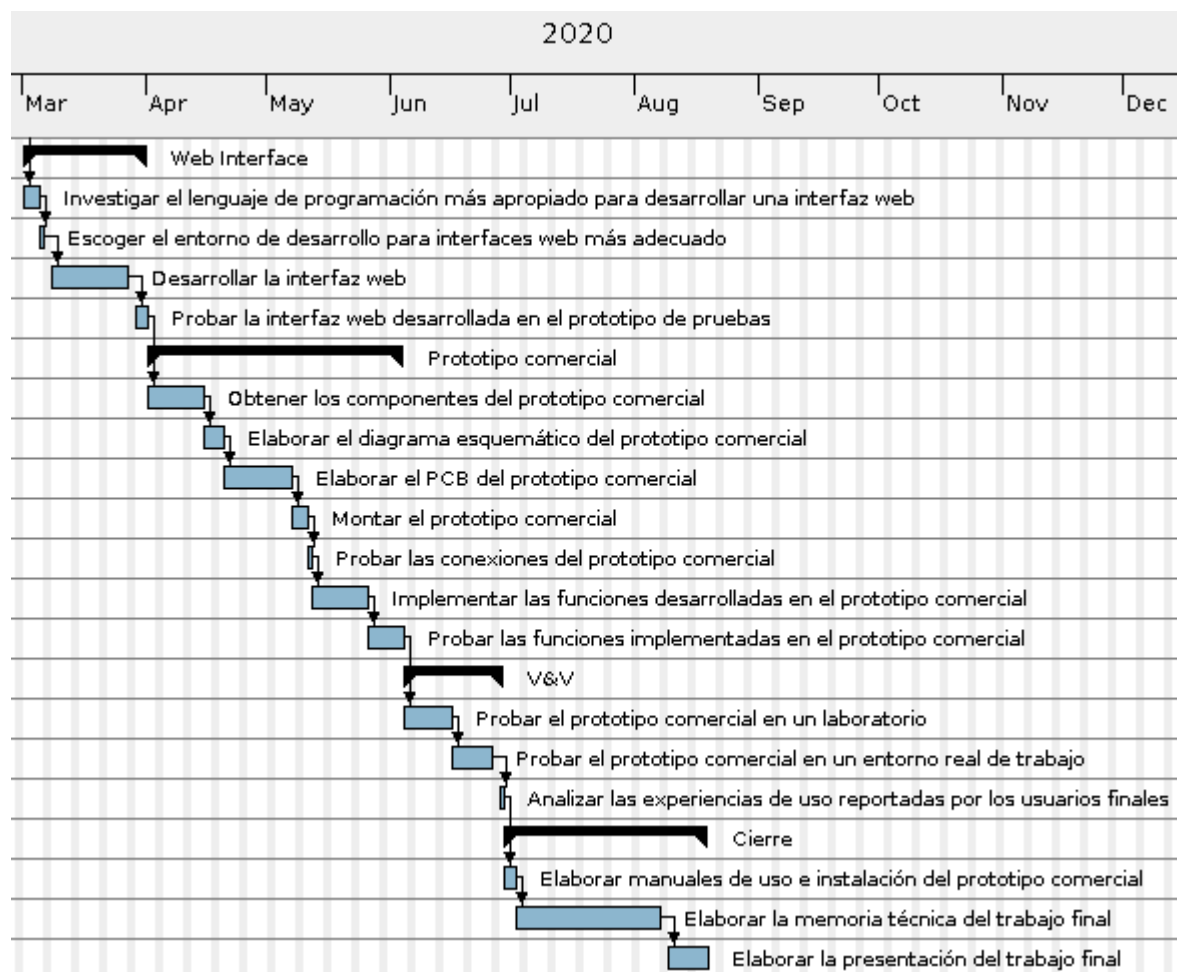 2020
Mar Apr May Jun Jul Aug Sep Oct Nov Dec
Web Interface
Investigar el lenguaje de programación más apropiado para desarrollar una interfaz web
Escoger el entorno de desarrollo para interfaces web más adecuado
Desarrollar la interfaz web
Probar la interfaz web desarrollada en el prototipo de pruebas
Prototipo comercial
Obtener los componentes del prototipo comercial
Elaborar el diagrama esquemático del prototipo comercial
Elaborar el PCB del prototipo comercial
Montar el prototipo comercial
Probar las conexiones del prototipo comercial
Implementar las funciones desarrolladas en el prototipo comercial
Probar las funciones implementadas en el prototipo comercial
V&V
Probar el prototipo comercial en un laboratorio
Probar el prototipo comercial en un entorno real de trabajo
Analizar las experiencias de uso reportadas por los usuarios finales
Cierre
Elaborar manuales de uso e instalación del prototipo comercial
Elaborar la memoria técnica del trabajo final
Elaborar la presentación del trabajo final